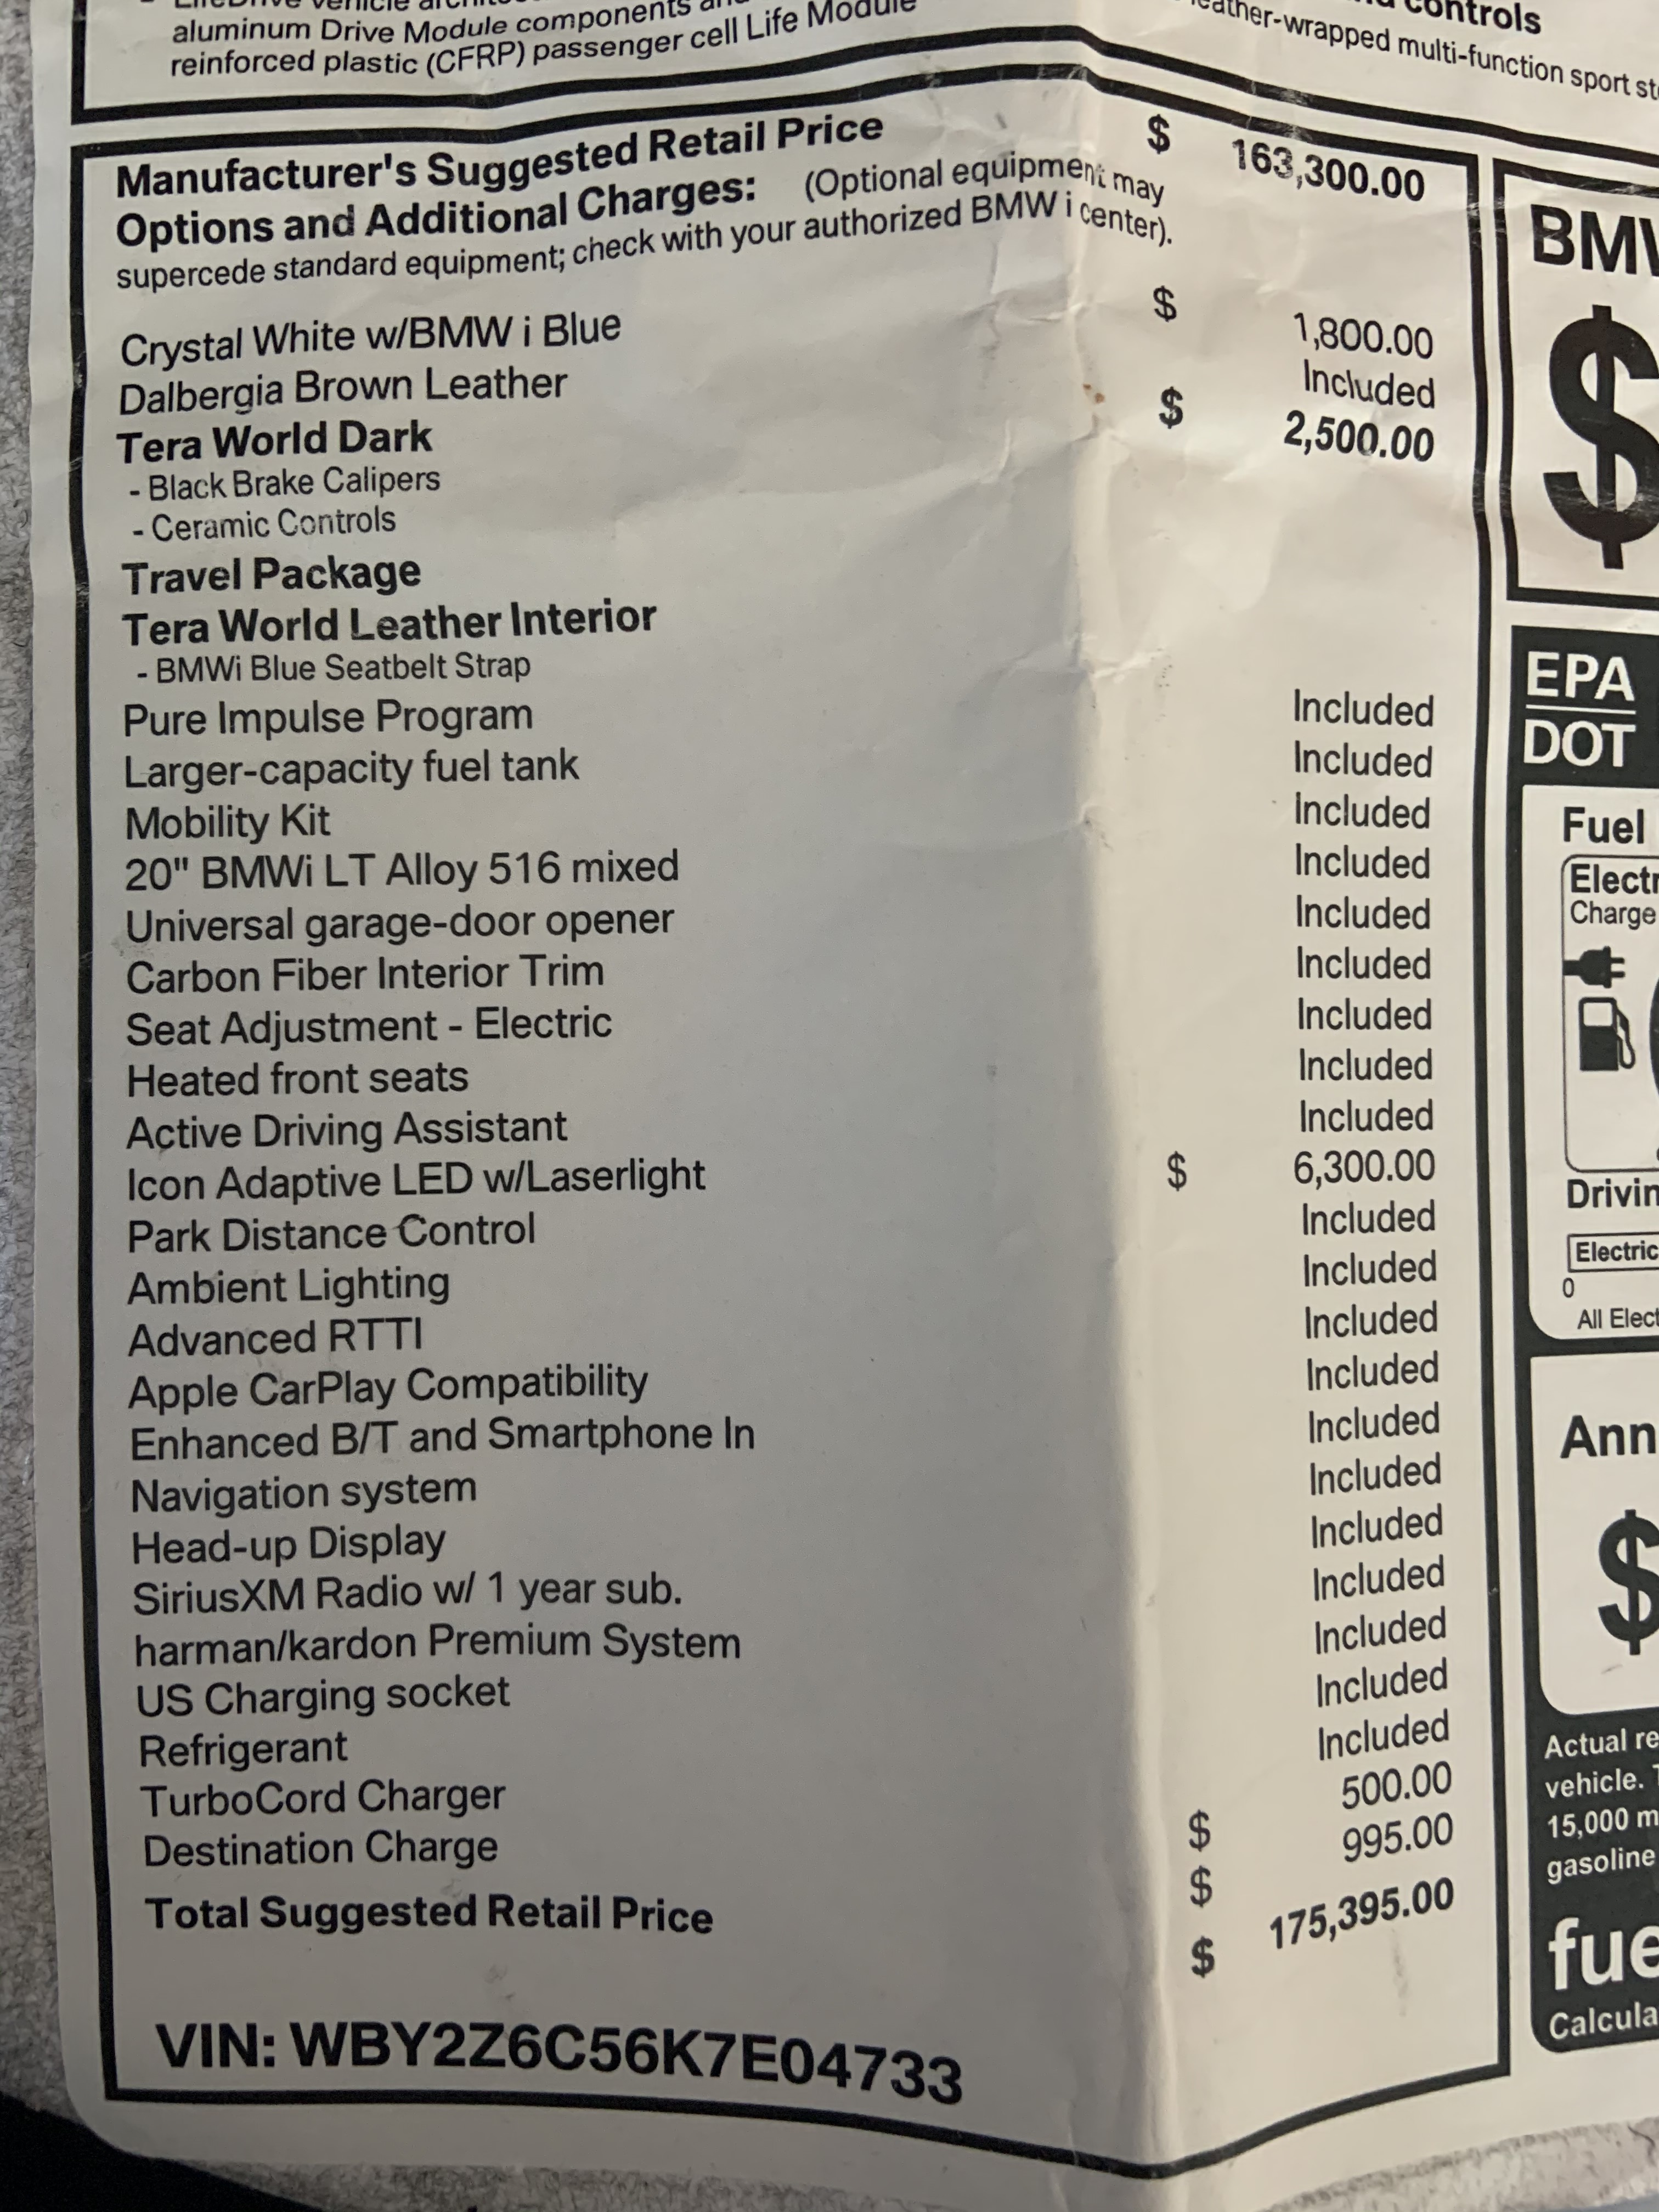 aluminum Drive Module components
reinforced plastic (CFRP) passenger cell Life Module
controls
leather-wrapped multi-function sport
Manufacturer's Suggested Retail Price $ 163,300.00
Options and Additional Charges: (Optional equipment may
supercede standard equipment; check with your authorized BMW i center).
Crystal White w/BMW i Blue $ 1,800.00
Dalbergia Brown Leather Included
Tera World Dark $ 2,500.00
- Black Brake Calipers
- Ceramic Controls
Travel Package
Tera World Leather Interior
- BMWi Blue Seatbelt Strap
Pure Impulse Program Included
Larger-capacity fuel tank Included
Mobility Kit Included
20" BMWi LT Alloy 516 mixed Included
Universal garage-door opener Included
Carbon Fiber Interior Trim Included
Seat Adjustment - Electric Included
Heated front seats Included
Active Driving Assistant Included
Icon Adaptive LED w/Laserlight $ 6,300.00
Park Distance Control Included
Ambient Lighting Included
Advanced RTTI Included
Apple CarPlay Compatibility Included
Enhanced B/T and Smartphone In Included
Navigation system Included
Head-up Display Included
SiriusXM Radio w/ 1 year sub. Included
harman/kardon Premium System Included
US Charging socket Included
Refrigerant Included
TurboCord Charger $ 500.00
Destination Charge $ 995.00
Total Suggested Retail Price $ 175,395.00
VIN: WBY2Z6C56K7E04733
$
EPA
DOT
Fuel
Charge
0
All
$
Actual
vehicle.
15,000
gasoline